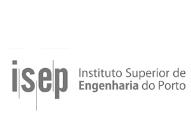 isep
Instituto Superior de
Engenharia do Porto